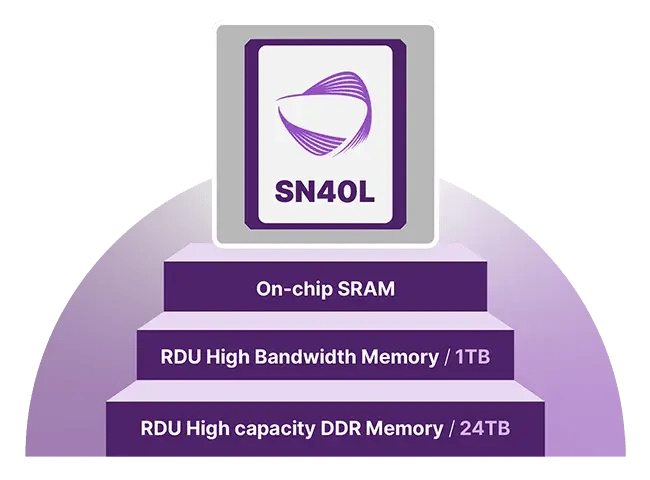 SN40L
On-chip SRAM
RDU High Bandwidth Memory / 1TB
RDU High capacity DDR Memory / 24TB